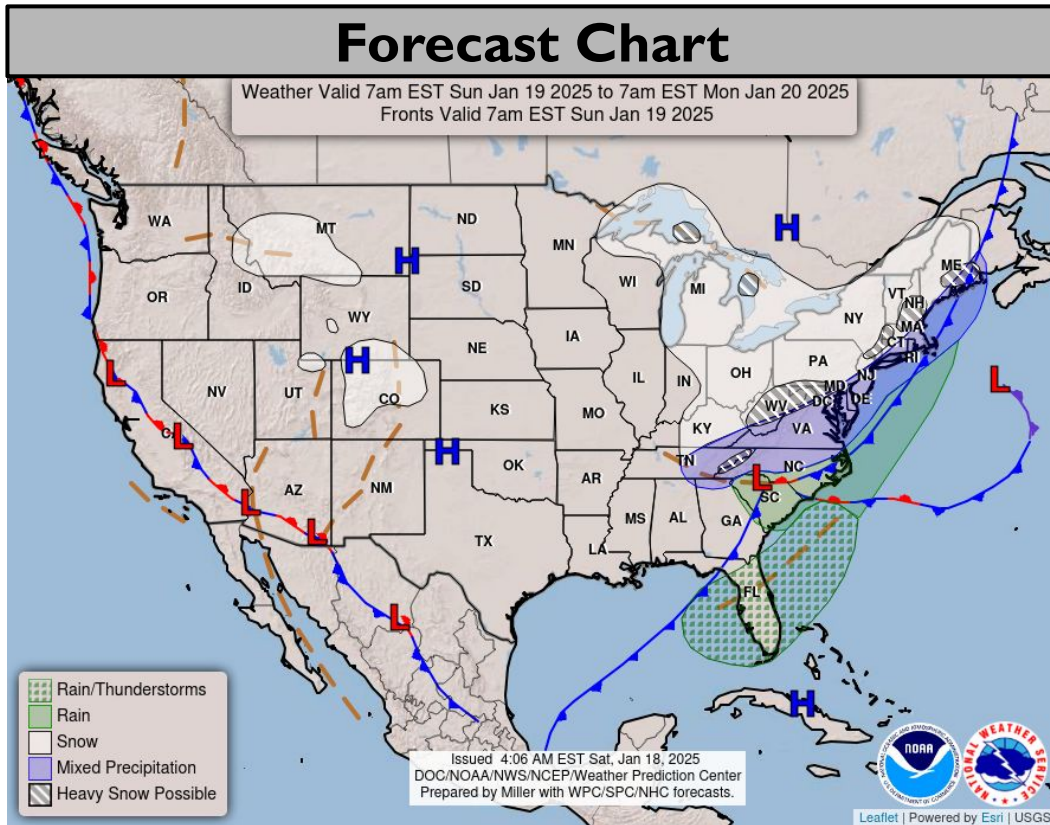 Forecast Chart
Weather Valid 7am EST Sun Jan 19 2025 to 7am EST Mon Jan 20 2025
Fronts Valid 7am EST Sun Jan 19 2025
H
WA
MT
ND
MN
ME
H
OR
ID
SD
WI
MI
VT
NH
WY
NY
MA
IA
CT
RI
NE
H
PA
L
NV
UT
CO
IL
IN
OH
NJ
MD
L
KS
MO
WV
DC
DE
KY
VA
L
H
OK
TN
NC
AZ
NM
AR
L
SC
L
MS
AL
GA
L
TX
LA
FL
L
H
Rain/Thunderstorms
Rain
Snow
Mixed Precipitation
Heavy Snow Possible
Issued 4:06 AM EST Sat, Jan 18, 2025
DOC/NOAA/NWS/NCEP/Weather Prediction Center
Prepared by Miller with WPC/SPC/NHC forecasts.
NOAA
NATIONAL WEATHER SERVICE
Leaflet | Powered by Esri | USGS